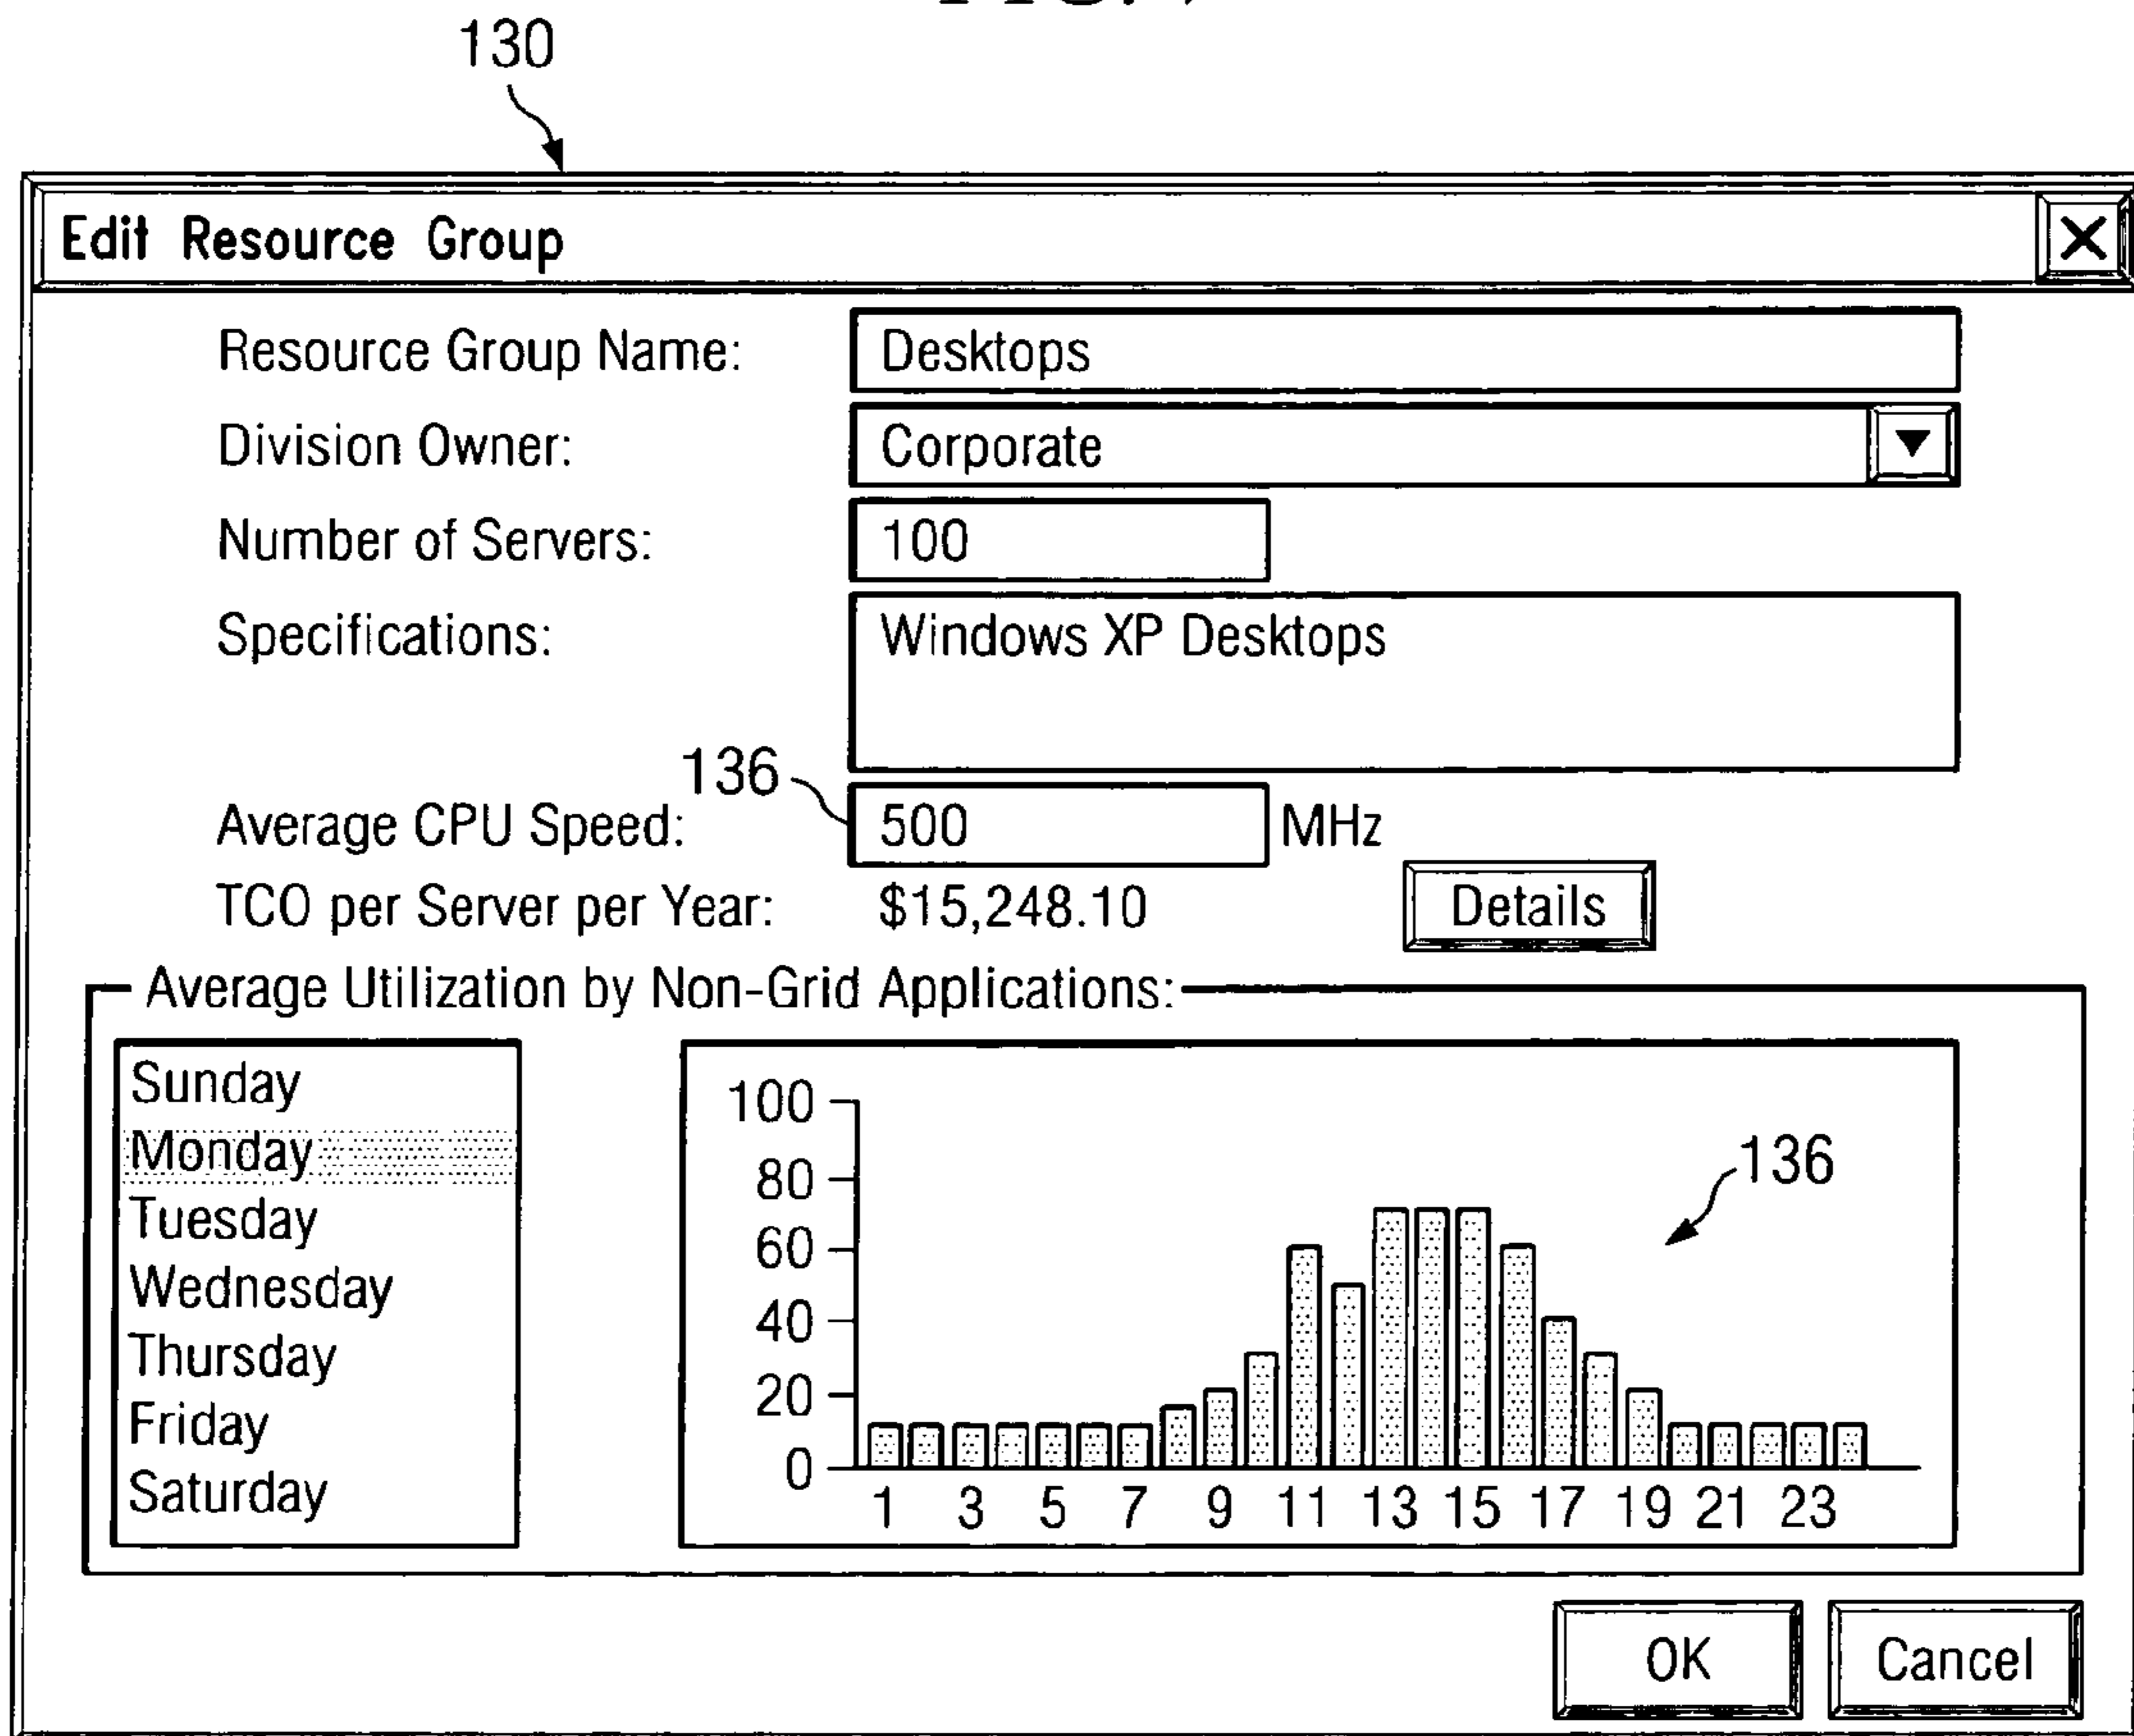 130
Edit Resource Group
Resource Group Name: Desktops
Division Owner: Corporate
Number of Servers: 100
Specifications: Windows XP Desktops
136
Average CPU Speed: 500 MHz
TCO per Server per Year: $15,248.10 Details
Average Utilization by Non-Grid Applications:
Sunday
Monday
Tuesday
Wednesday
Thursday
Friday
Saturday
100
80
60
40
20
0
136
1 3 5 7 9 11 13 15 17 19 21 23
OK Cancel